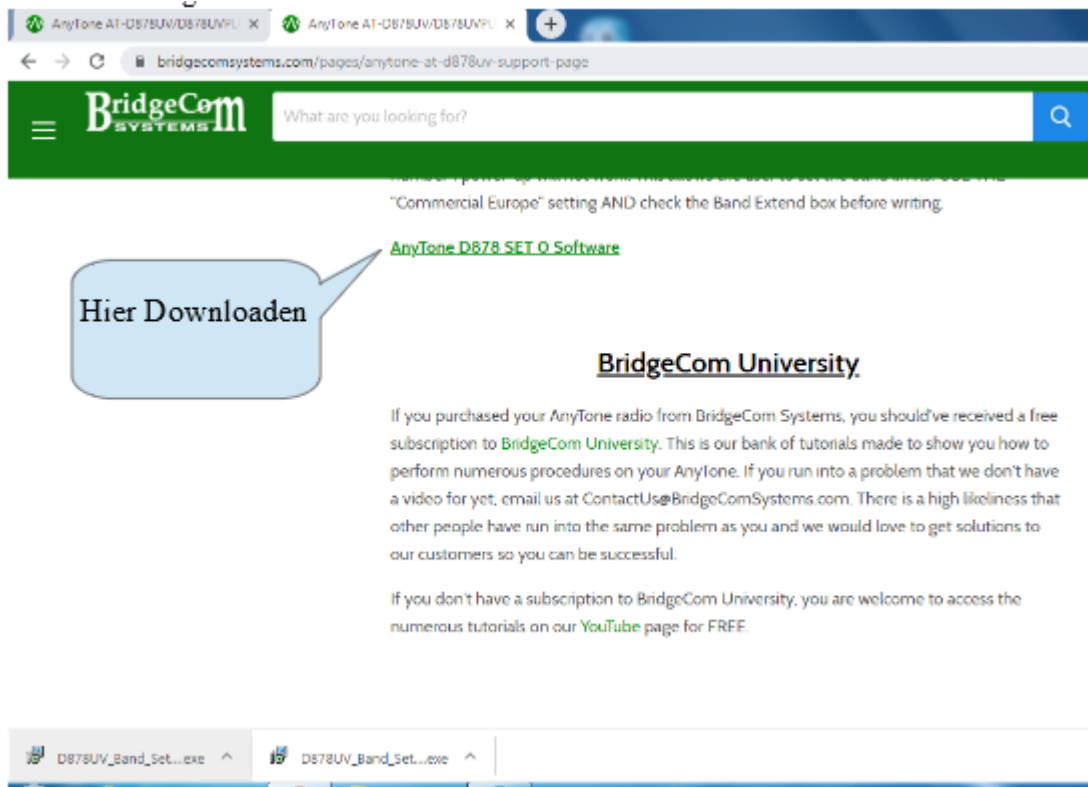 AnyTone AT-D878UV/D878UVPL
AnyTone AT-D878UV/D878UVPL
bridgecomsystems.com/pages/anytone-at-d878uv-support-page
BridgeCom
SYSTEMS
What are you looking for?
"Commercial Europe" setting AND check the Band Extend box before writing.
AnyTone D878 SET 0 Software
Hier Downloaden
BridgeCom University
If you purchased your AnyTone radio from BridgeCom Systems, you should've received a free
subscription to BridgeCom University. This is our bank of tutorials made to show you how to
perform numerous procedures on your AnyTone. If you run into a problem that we don't have
a video for yet, email us at ContactUs@BridgeComSystems.com. There is a high likeliness that
other people have run into the same problem as you and we would love to get solutions to
our customers so you can be successful.
If you don't have a subscription to BridgeCom University, you are welcome to access the
numerous tutorials on our YouTube page for FREE.
D878UV_Band_Set....exe
D878UV_Band_Set....exe